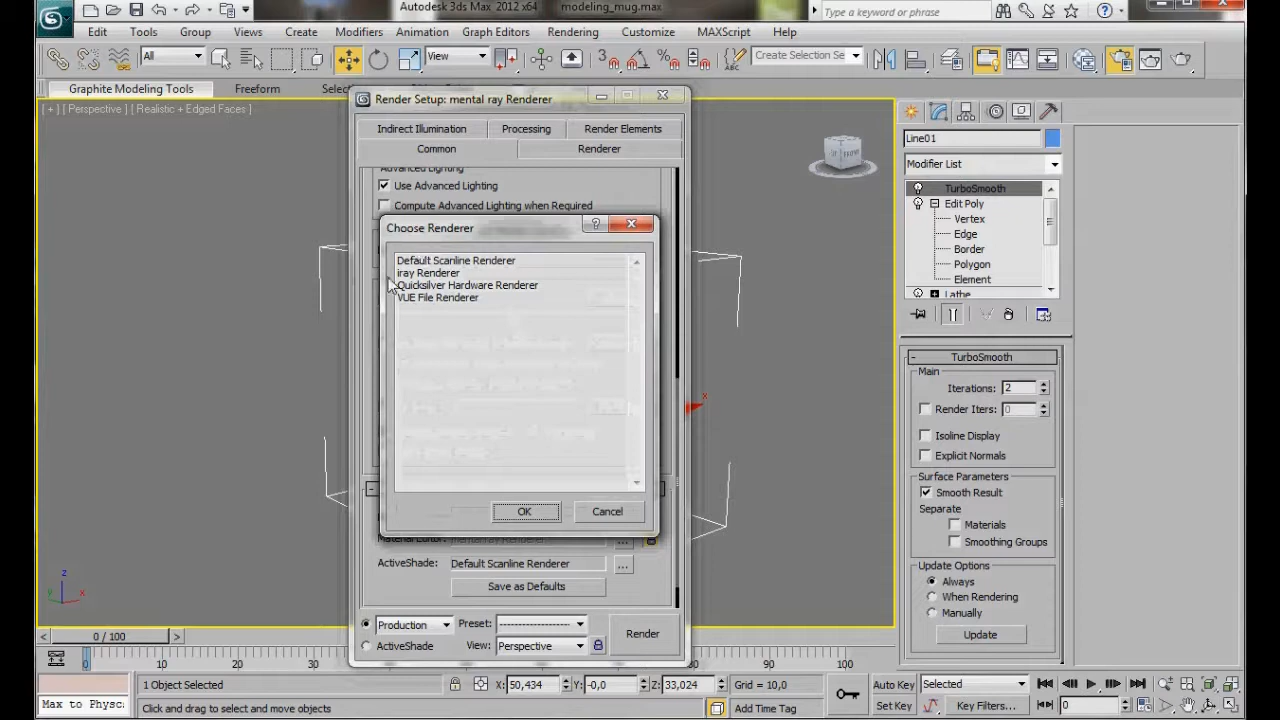 Autodesk 3ds Max 2012 x64 modeling_mug.max
Type a keyword or phrase
Edit Tools Group Views Create Modifiers Animation Graph Editors Rendering Customize MAXScript Help
All View Create Selection Se
Graphite Modeling Tools Freeform
[ + ] [ Perspective ] [ Realistic + Edged Faces ]
Render Setup: mental ray Renderer
Indirect Illumination Processing Render Elements
Common Renderer
Advanced Lighting
Use Advanced Lighting
Compute Advanced Lighting when Required
Choose Renderer
Default Scanline Renderer
iray Renderer
Quicksilver Hardware Renderer
VUE File Renderer
OK Cancel
Material Editor: mental ray Renderer ...
ActiveShade: Default Scanline Renderer ...
Save as Defaults
Production Preset: --------------------
ActiveShade View: Perspective
Render
Line01
Modifier List
TurboSmooth
Edit Poly
Vertex
Edge
Border
Polygon
Element
Lathe
TurboSmooth
Main
Iterations: 2
Render Iters: 0
Isoline Display
Explicit Normals
Surface Parameters
Smooth Result
Separate
Materials
Smoothing Groups
Update Options
Always
When Rendering
Manually
Update
x
z
y x
< 0 / 100 >
0 10 20 30 80 90 100
1 Object Selected X: 50,434 Y: -0,0 Z: 33,024 Grid = 10,0 Auto Key Selected
Max to Physc: Click and drag to select and move objects Add Time Tag Set Key Key Filters... 0